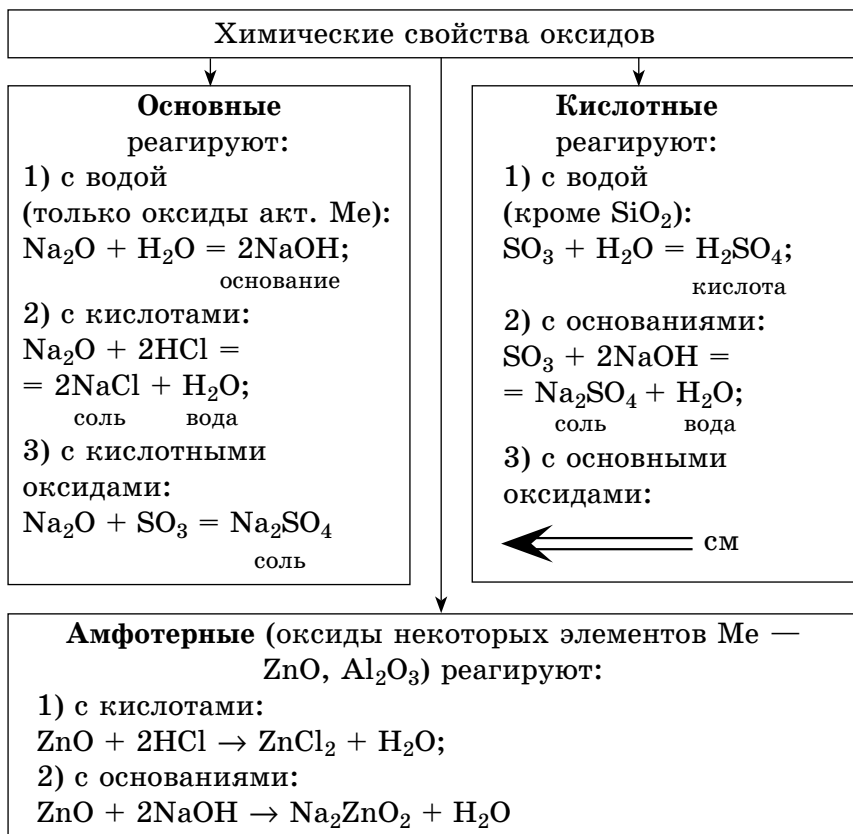 Химические свойства оксидов
Основные
реагируют:
1) с водой
(только оксиды акт. Ме):
Na₂O + H₂O = 2NaOH;
основание
2) с кислотами:
Na₂O + 2HCl =
= 2NaCl + H₂O;
соль вода
3) с кислотными
оксидами:
Na₂O + SO₃ = Na₂SO₄
соль
Кислотные
реагируют:
1) с водой
(кроме SiO₂):
SO₃ + H₂O = H₂SO₄;
кислота
2) с основаниями:
SO₃ + 2NaOH =
= Na₂SO₄ + H₂O;
соль вода
3) с основными
оксидами:
см
Амфотерные (оксиды некоторых элементов Ме —
ZnO, Al₂O₃) реагируют:
1) с кислотами:
ZnO + 2HCl → ZnCl₂ + H₂O;
2) с основаниями:
ZnO + 2NaOH → Na₂ZnO₂ + H₂O